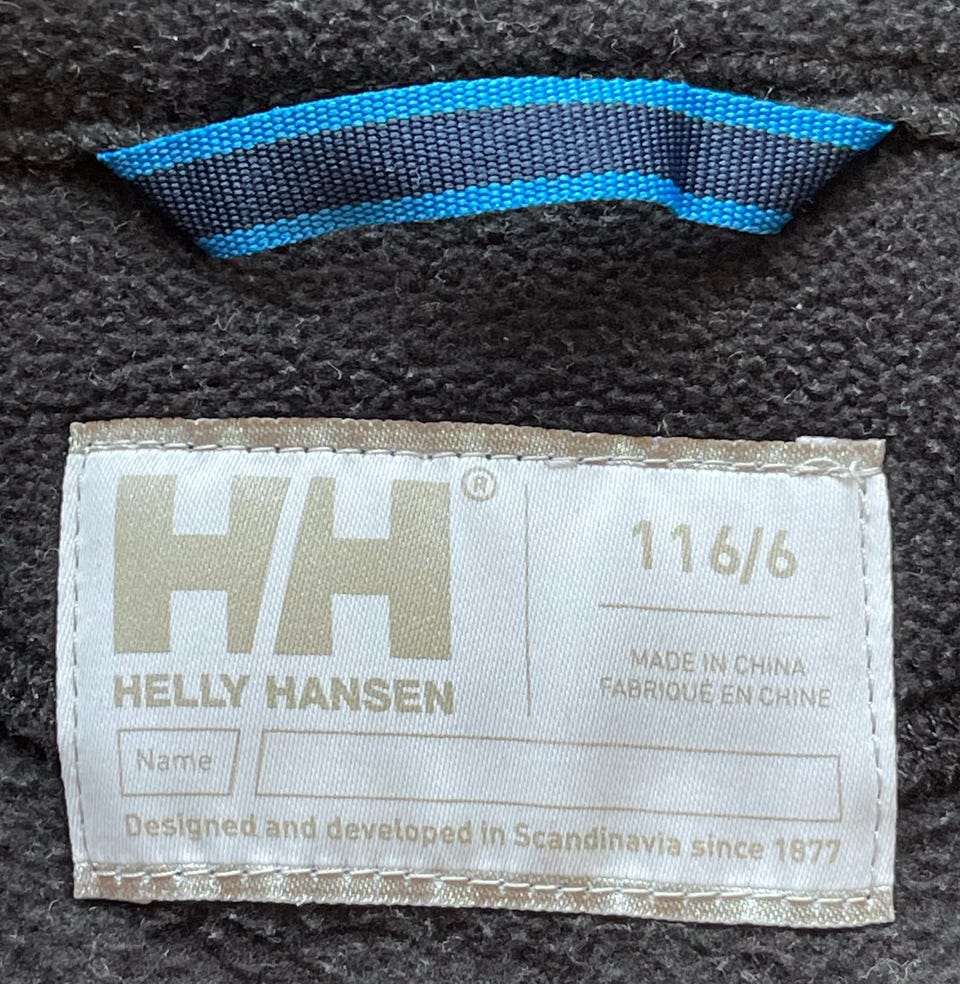 HH®
HELLY HANSEN
116/6
MADE IN CHINA
FABRIQUÉ EN CHINE
Name
Designed and developed in Scandinavia since 1877